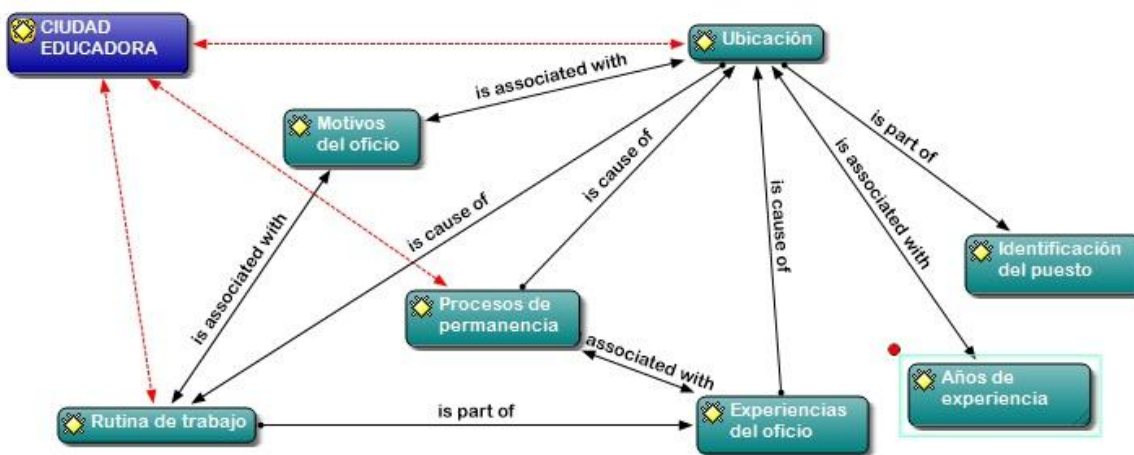 CIUDAD
EDUCADORA
Ubicación
is associated with
Motivos
del oficio
is part of
is cause of
is cause of
is associated with
is cause of
is associated with
Identificación
del puesto
Procesos de
permanencia
associated with
Años de
experiencia
Rutina de trabajo
is part of
Experiencias
del oficio